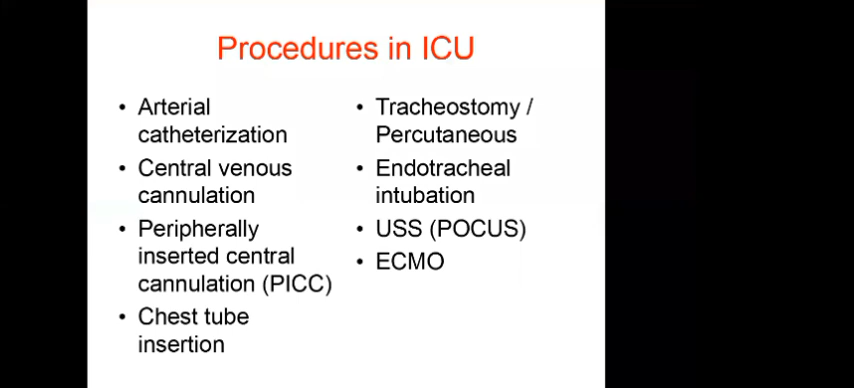 Procedures in ICU
• Arterial
catheterization
• Central venous
cannulation
• Peripherally
inserted central
cannulation (PICC)
• Chest tube
insertion
• Tracheostomy /
Percutaneous
• Endotracheal
intubation
• USS (POCUS)
• ECMO